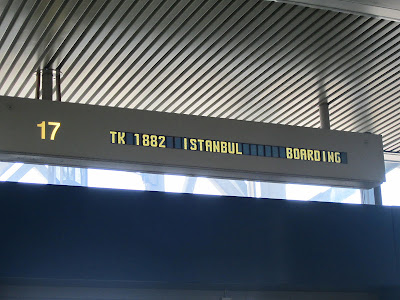 17 TK 1882 ISTANBUL BOARDING